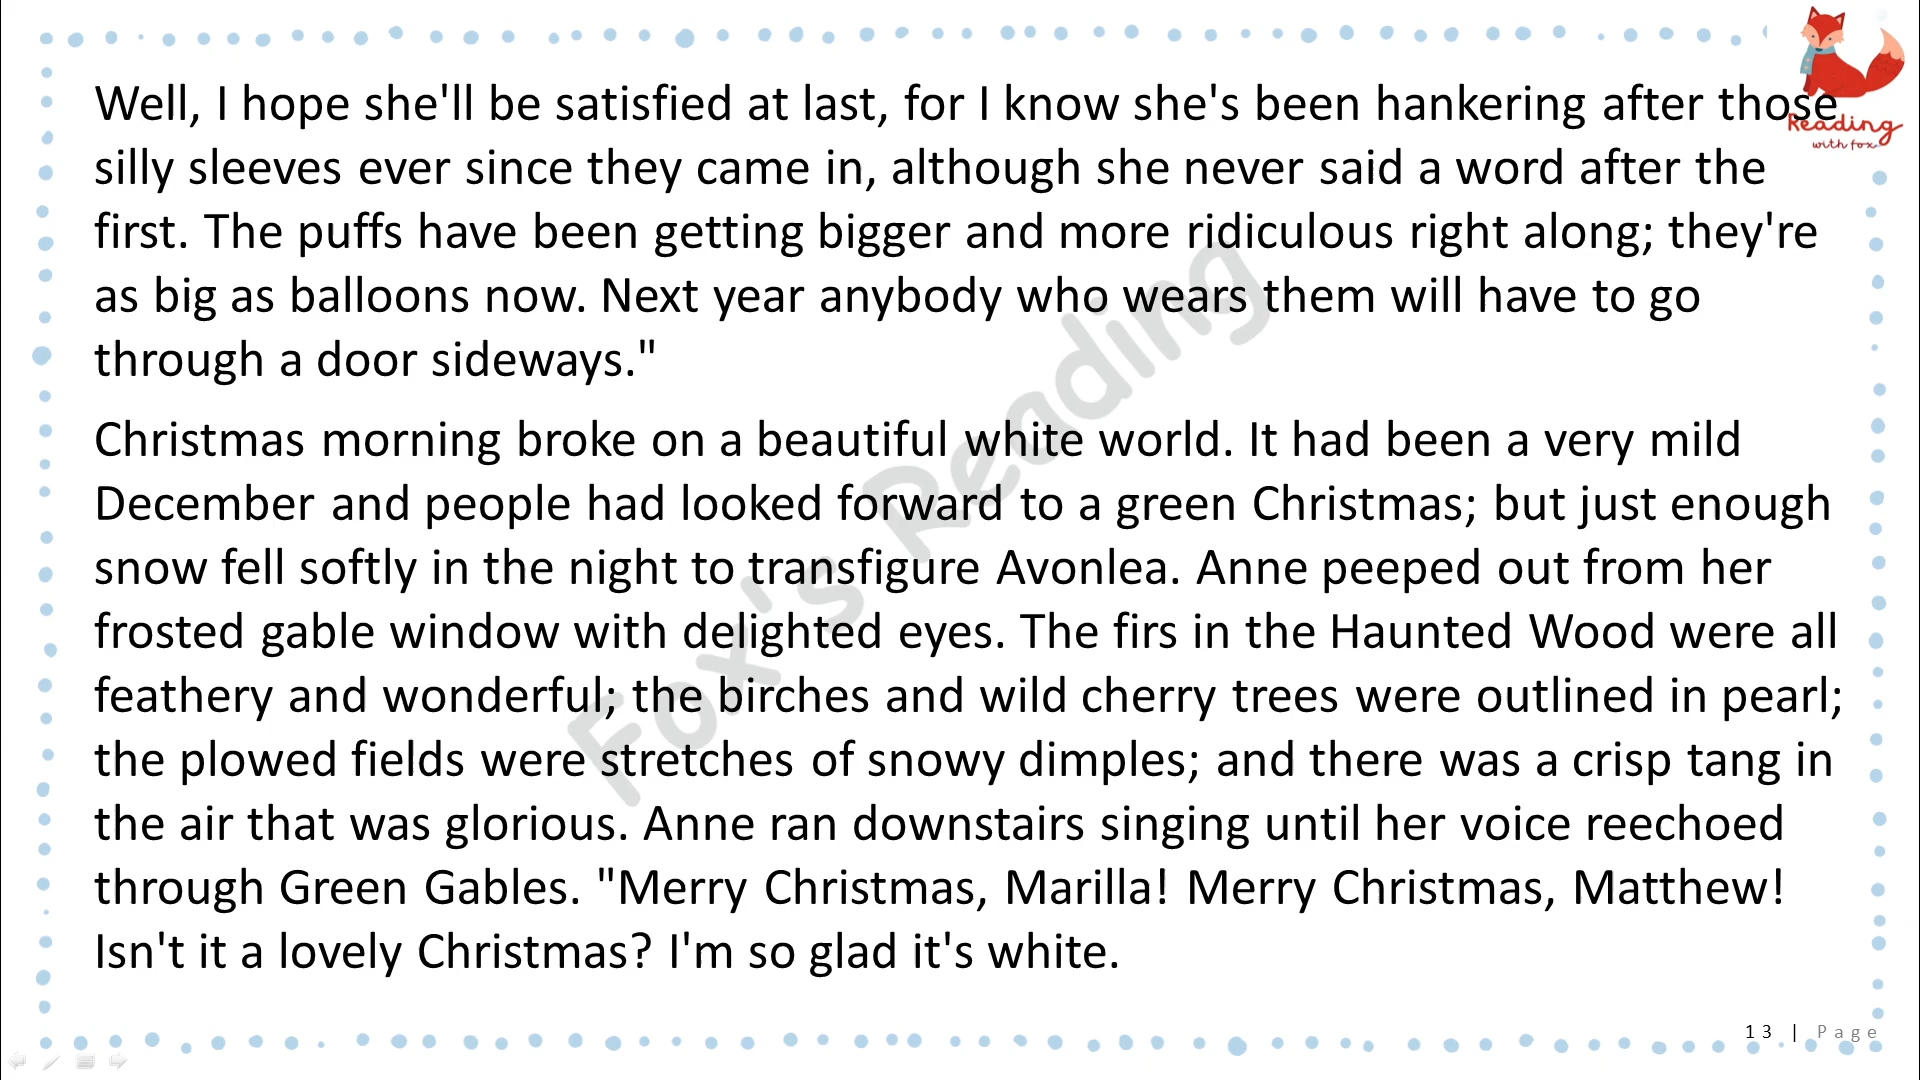 Well, I hope she'll be satisfied at last, for I know she's been hankering after those
silly sleeves ever since they came in, although she never said a word after the
first. The puffs have been getting bigger and more ridiculous right along; they're
as big as balloons now. Next year anybody who wears them will have to go
through a door sideways."
Christmas morning broke on a beautiful white world. It had been a very mild
December and people had looked forward to a green Christmas; but just enough
snow fell softly in the night to transfigure Avonlea. Anne peeped out from her
frosted gable window with delighted eyes. The firs in the Haunted Wood were all
feathery and wonderful; the birches and wild cherry trees were outlined in pearl;
the plowed fields were stretches of snowy dimples; and there was a crisp tang in
the air that was glorious. Anne ran downstairs singing until her voice reechoed
through Green Gables. "Merry Christmas, Marilla! Merry Christmas, Matthew!
Isn't it a lovely Christmas? I'm so glad it's white.
Reading
with fox
Fox's Reading
13 | Page